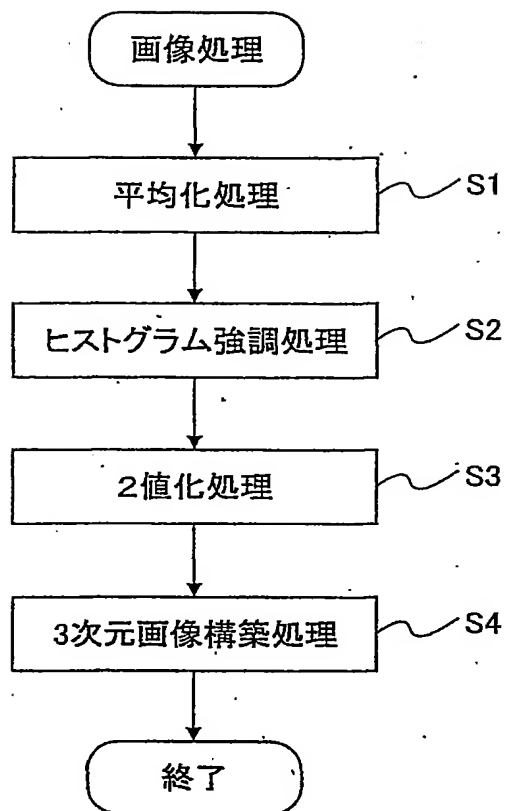 画像処理
平均化処理
S1
ヒストグラム強調処理
S2
2値化処理
S3
3次元画像構築処理
S4
終了